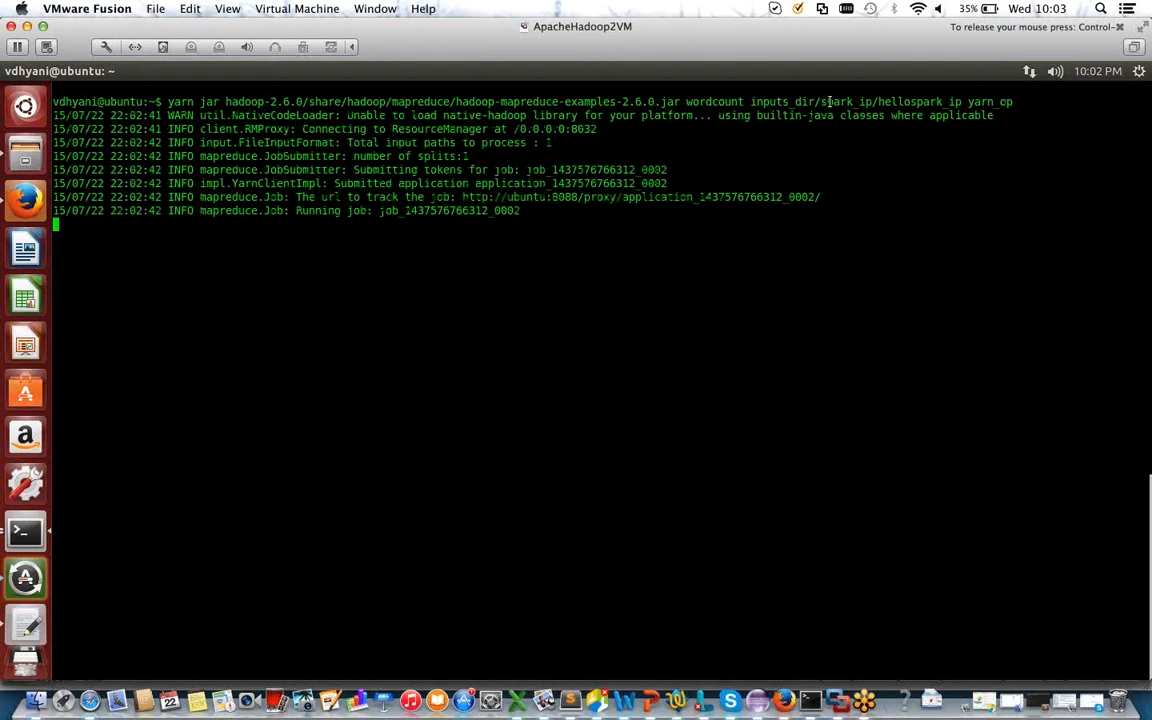 VMware Fusion File Edit View Virtual Machine Window Help 35% Wed 10:03
ApacheHadoop2VM To release your mouse press: Control-⌘
vdhyani@ubuntu: ~ 10:02 PM
vdhyani@ubuntu:~$ yarn jar hadoop-2.6.0/share/hadoop/mapreduce/hadoop-mapreduce-examples-2.6.0.jar wordcount inputs_dir/spark_ip/hellospark_ip yarn_op
15/07/22 22:02:41 WARN util.NativeCodeLoader: Unable to load native-hadoop library for your platform... using builtin-java classes where applicable
15/07/22 22:02:41 INFO client.RMProxy: Connecting to ResourceManager at /0.0.0.0:8032
15/07/22 22:02:42 INFO input.FileInputFormat: Total input paths to process : 1
15/07/22 22:02:42 INFO mapreduce.JobSubmitter: number of splits:1
15/07/22 22:02:42 INFO mapreduce.JobSubmitter: Submitting tokens for job: job_1437576766312_0002
15/07/22 22:02:42 INFO impl.YarnClientImpl: Submitted application application_1437576766312_0002
15/07/22 22:02:42 INFO mapreduce.Job: The url to track the job: http://ubuntu:8088/proxy/application_1437576766312_0002/
15/07/22 22:02:42 INFO mapreduce.Job: Running job: job_1437576766312_0002